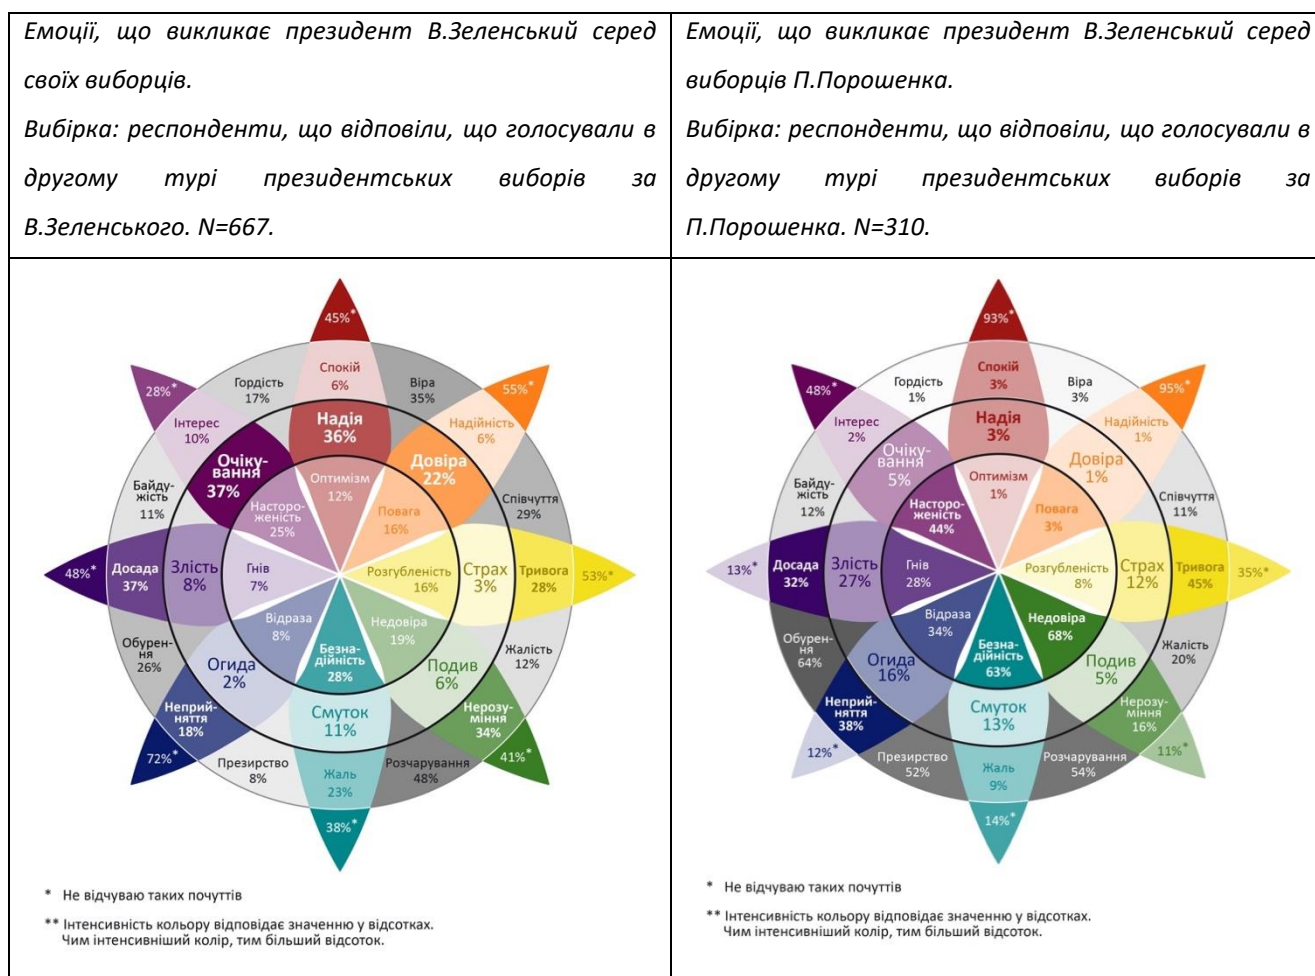 Емоції, що викликає президент В.Зеленський серед
своїх виборців.
Вибірка: респонденти, що відповіли, що голосували в
другому турі президентських виборів за
В.Зеленського. N=667.
Емоції, що викликає президент В.Зеленський серед
виборців П.Порошенка.
Вибірка: респонденти, що відповіли, що голосували в
другому турі президентських виборів за
П.Порошенка. N=310.
45%*
Спокій
6%
Надія
36%
Оптимізм
12%
Віра
35%
55%*
Надійність
6%
Довіра
22%
Повага
16%
Співчуття
29%
53%*
Тривога
28%
Страх
3%
Розгубленість
16%
Жалість
12%
41%*
Нерозу-
міння
34%
Подив
6%
Недовіра
19%
Розчарування
48%
38%*
Жаль
23%
Смуток
11%
Безна-
дійність
28%
Презирство
8%
72%*
Неприй-
няття
18%
Огида
2%
Відраза
8%
Обурен-
ня
26%
48%*
Досада
37%
Злість
8%
Гнів
7%
Байду-
жість
11%
28%*
Інтерес
10%
Очіку-
вання
37%
Насторо-
женість
25%
Гордість
17%
* Не відчуваю таких почуттів
** Інтенсивність кольору відповідає значенню у відсотках.
Чим інтенсивніший колір, тим більший відсоток.
93%*
Спокій
3%
Надія
3%
Оптимізм
1%
Віра
3%
95%*
Надійність
1%
Довіра
1%
Повага
3%
Співчуття
11%
35%*
Тривога
45%
Страх
12%
Розгубленість
8%
Жалість
20%
11%*
Нерозу-
міння
16%
Подив
5%
Недовіра
68%
Розчарування
54%
14%*
Жаль
9%
Смуток
13%
Безна-
дійність
63%
Презирство
52%
12%*
Неприй-
няття
38%
Огида
16%
Відраза
34%
Обурен-
ня
64%
13%*
Досада
32%
Злість
27%
Гнів
28%
Байду-
жість
12%
48%*
Інтерес
2%
Очіку-
вання
5%
Насторо-
женість
44%
Гордість
1%
* Не відчуваю таких почуттів
** Інтенсивність кольору відповідає значенню у відсотках.
Чим інтенсивніший колір, тим більший відсоток.